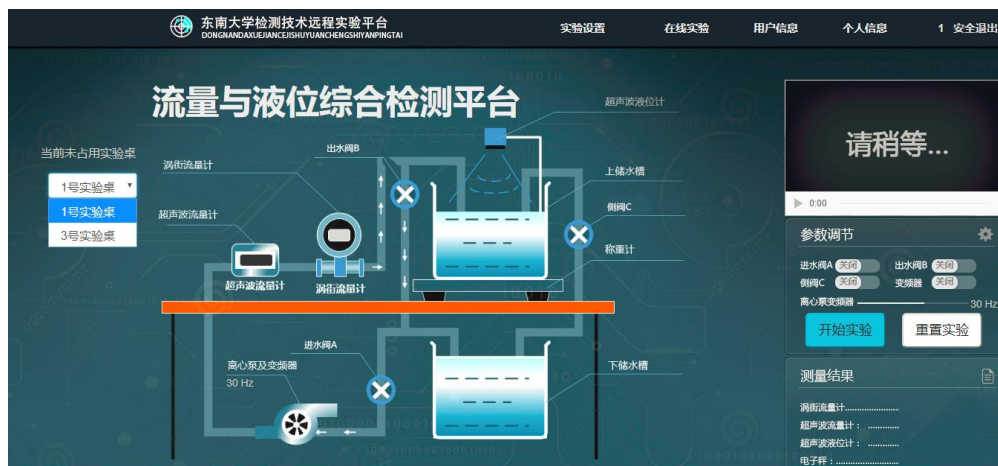 东南大学检测技术远程实验平台
DONGNANDAXUEJIANCEJISHUYUANCHENGSHIYANPINGTAI
实验设置 在线实验 用户信息 个人信息 1 安全退出
流量与液位综合检测平台
当前未占用实验桌
1号实验桌
1号实验桌
3号实验桌
涡街流量计
出水阀B
超声波液位计
超声波流量计
上储水槽
侧阀C
称重计
超声波流量计
涡街流量计
进水阀A
离心泵及变频器
30 Hz
下储水槽
请稍等...
0:00
参数调节
进水阀A 关闭 出水阀B 关闭
侧阀C 关闭 变频器 关闭
离心泵变频器 30 Hz
开始实验 重置实验
测量结果
涡街流量计.....................
超声波流量计： ............
超声波液位计： ............
电子秤：........................